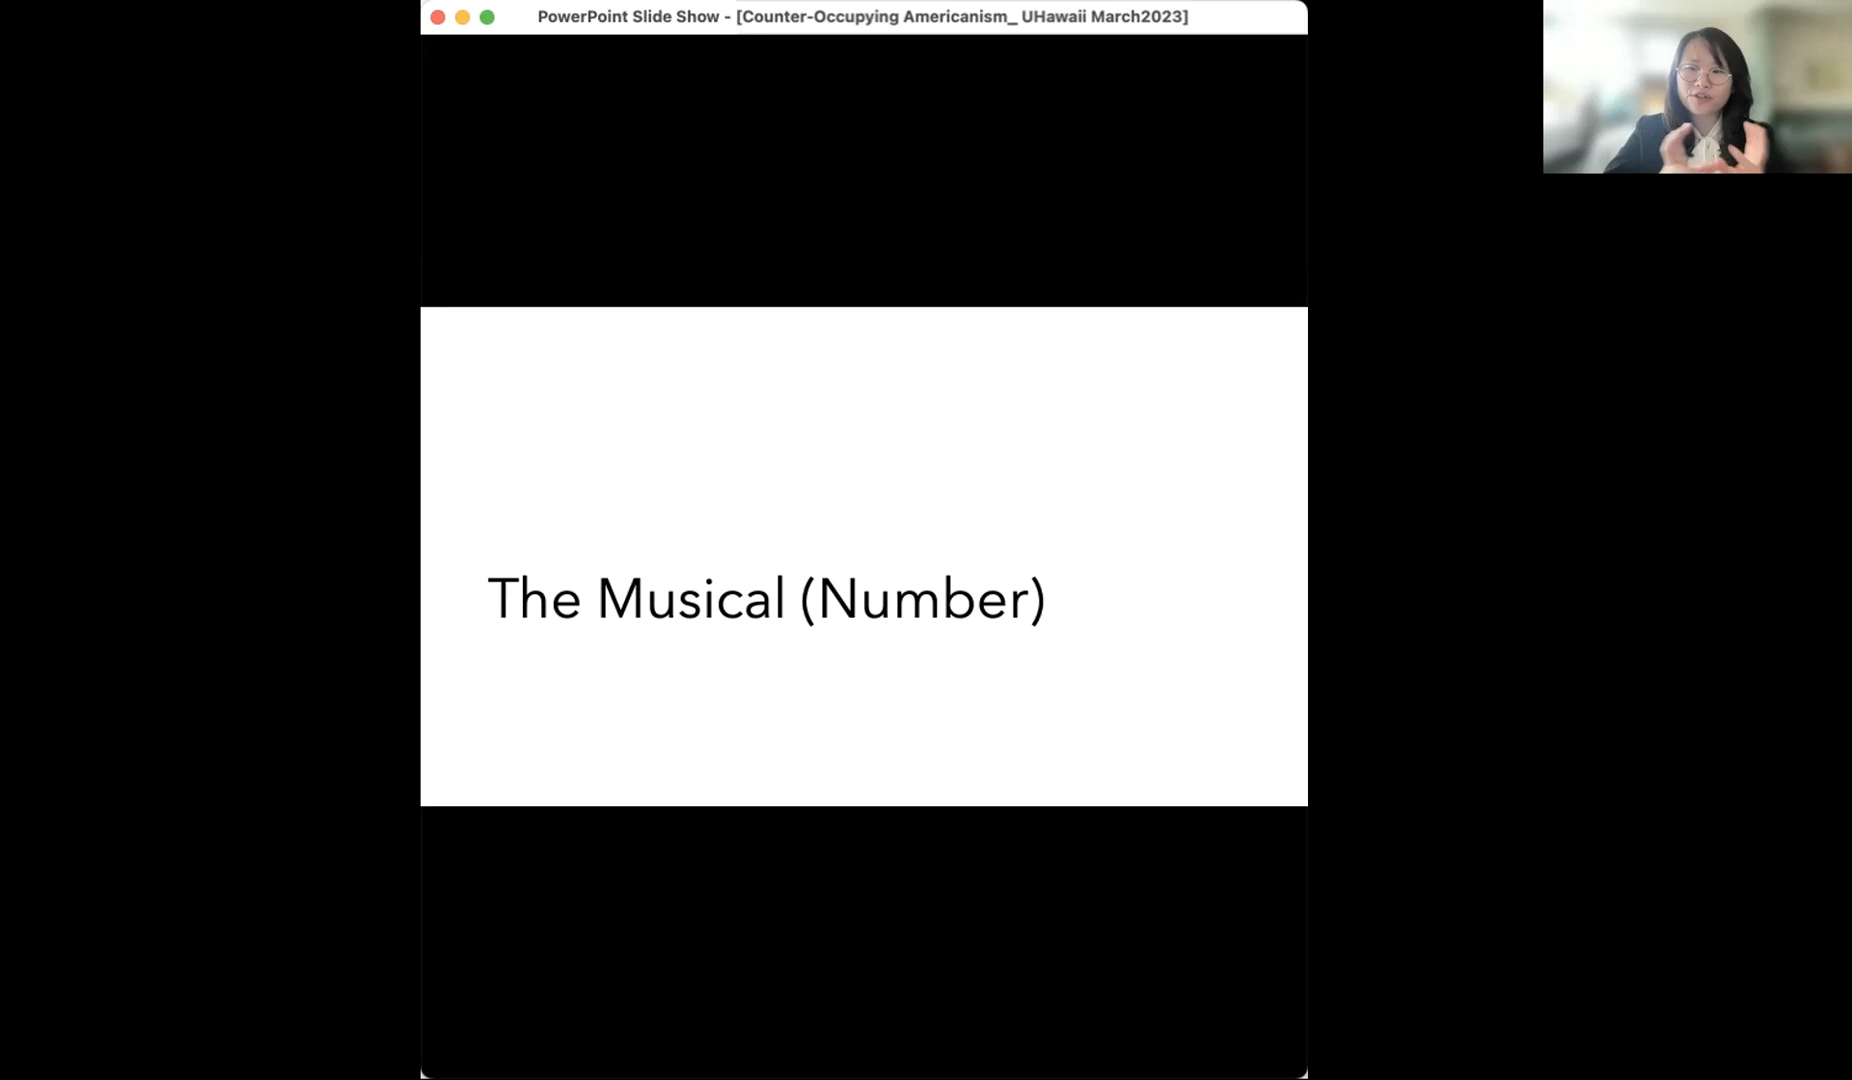 PowerPoint Slide Show - [Counter-Occupying Americanism_ UHawaii March2023]
The Musical (Number)